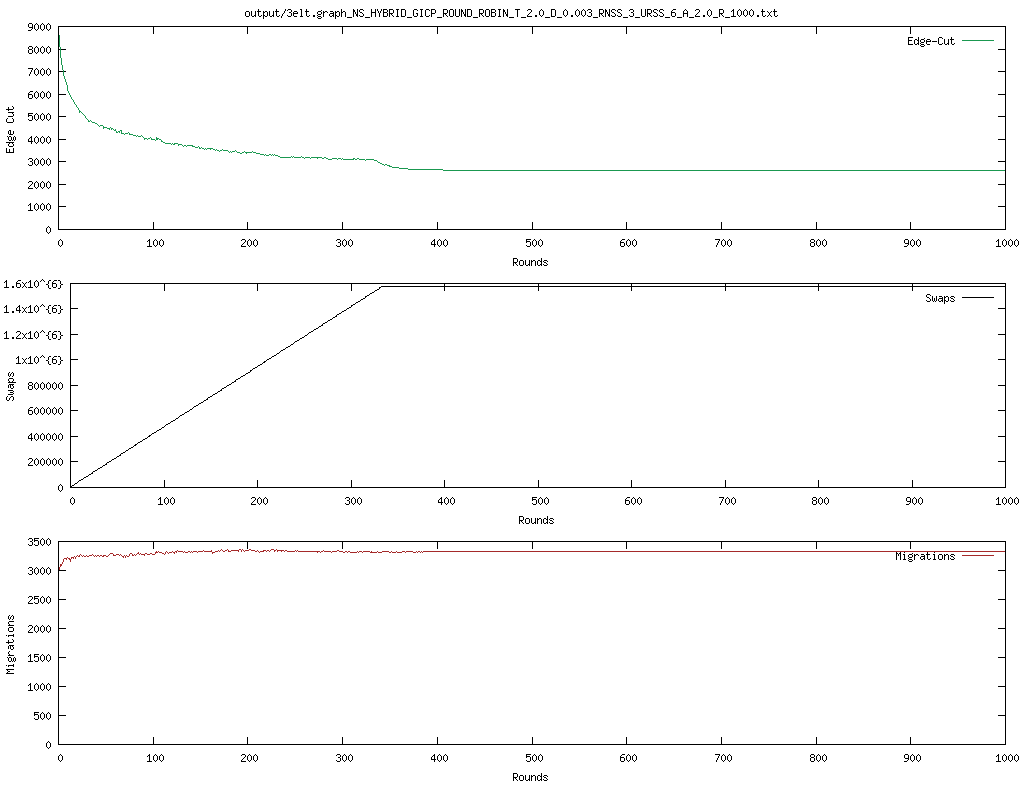 output/3elt.graph_NS_HYBRID_GICP_ROUND_ROBIN_T_2.0_D_0.003_RNSS_3_URSS_6_A_2.0_R_1000.txt
9000
8000
7000
6000
5000
4000
3000
2000
1000
0
Edge Cut
Edge-Cut
0 100 200 300 400 500 600 700 800 900 1000
Rounds
1.6x10^{6}
1.4x10^{6}
1.2x10^{6}
1x10^{6}
800000
600000
400000
200000
0
Swaps
Swaps
0 100 200 300 400 500 600 700 800 900 1000
Rounds
3500
3000
2500
2000
1500
1000
500
0
Migrations
Migrations
0 100 200 300 400 500 600 700 800 900 1000
Rounds